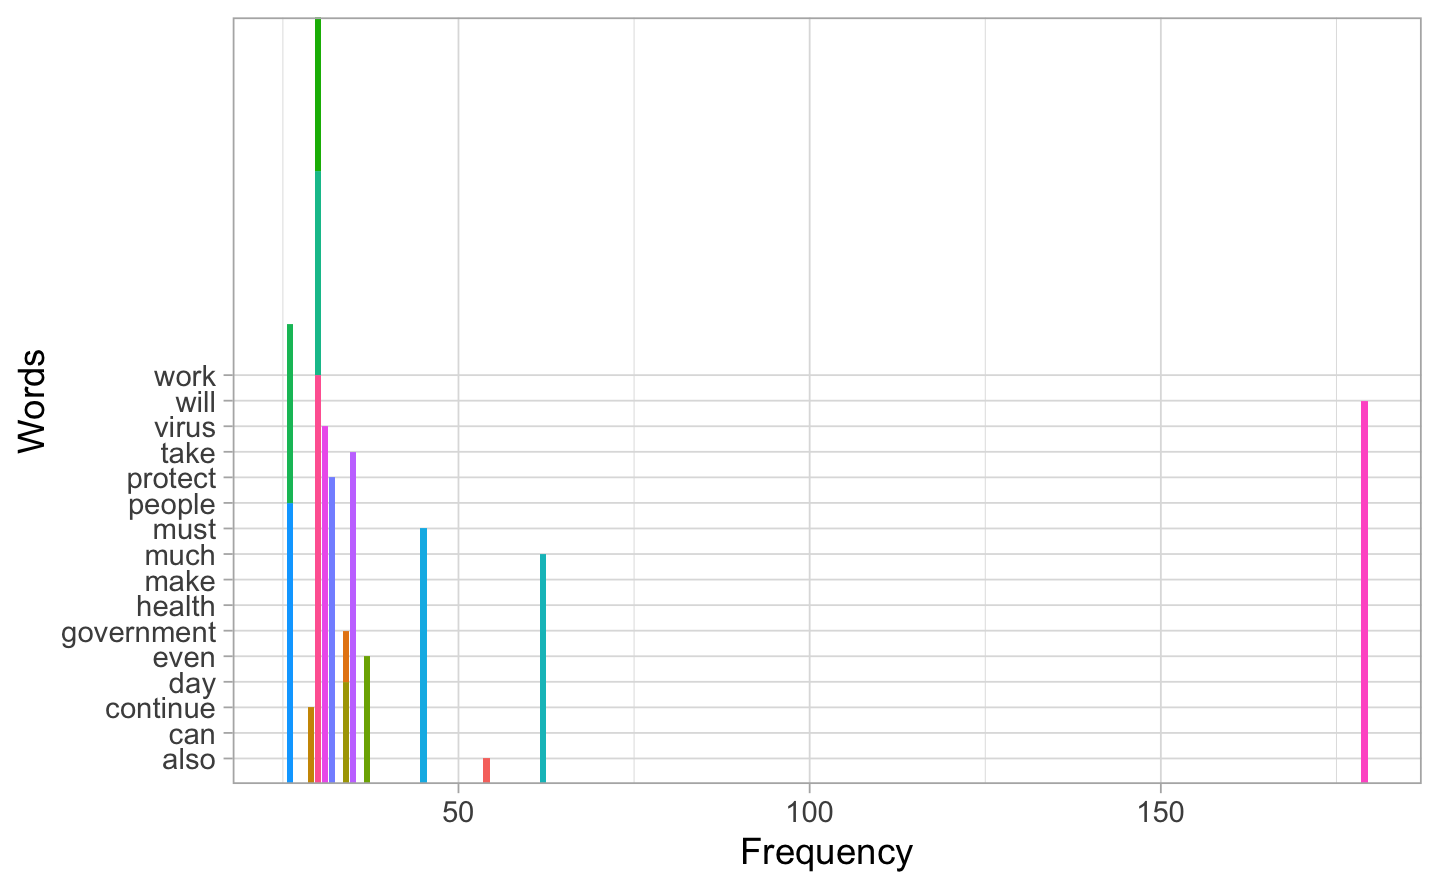 Words
work
will
virus
take
protect
people
must
much
make
health
government
even
day
continue
can
also
50 100 150
Frequency